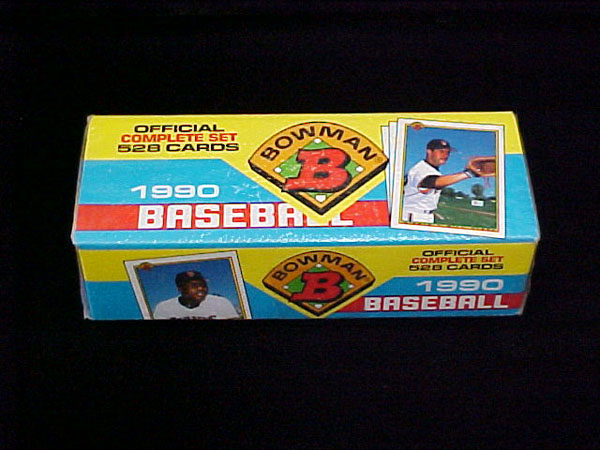 OFFICIAL
COMPLETE SET
528 CARDS
BOWMAN
B
1990
BASEBALL
BOWMAN
B
OFFICIAL
COMPLETE SET
528 CARDS
1990
BASEBALL